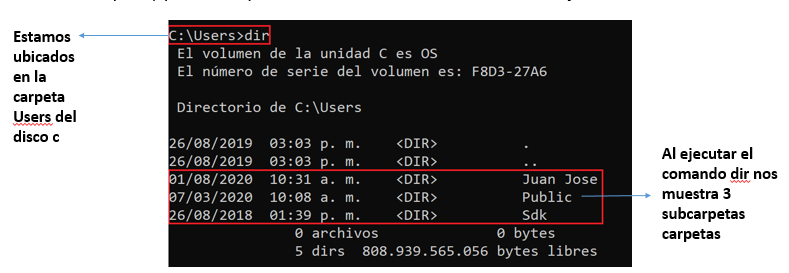 Estamos
ubicados
en la
carpeta
Users del
disco c
C:\Users>dir
El volumen de la unidad C es OS
El número de serie del volumen es: F8D3-27A6
Directorio de C:\Users
26/08/2019 03:03 p. m. <DIR> .
26/08/2019 03:03 p. m. <DIR> ..
01/08/2020 10:31 a. m. <DIR> Juan Jose
07/03/2020 10:08 a. m. <DIR> Public
26/08/2018 01:39 p. m. <DIR> Sdk
0 archivos 0 bytes
5 dirs 808.939.565.056 bytes libres
Al ejecutar el
comando dir nos
muestra 3
subcarpetas
carpetas